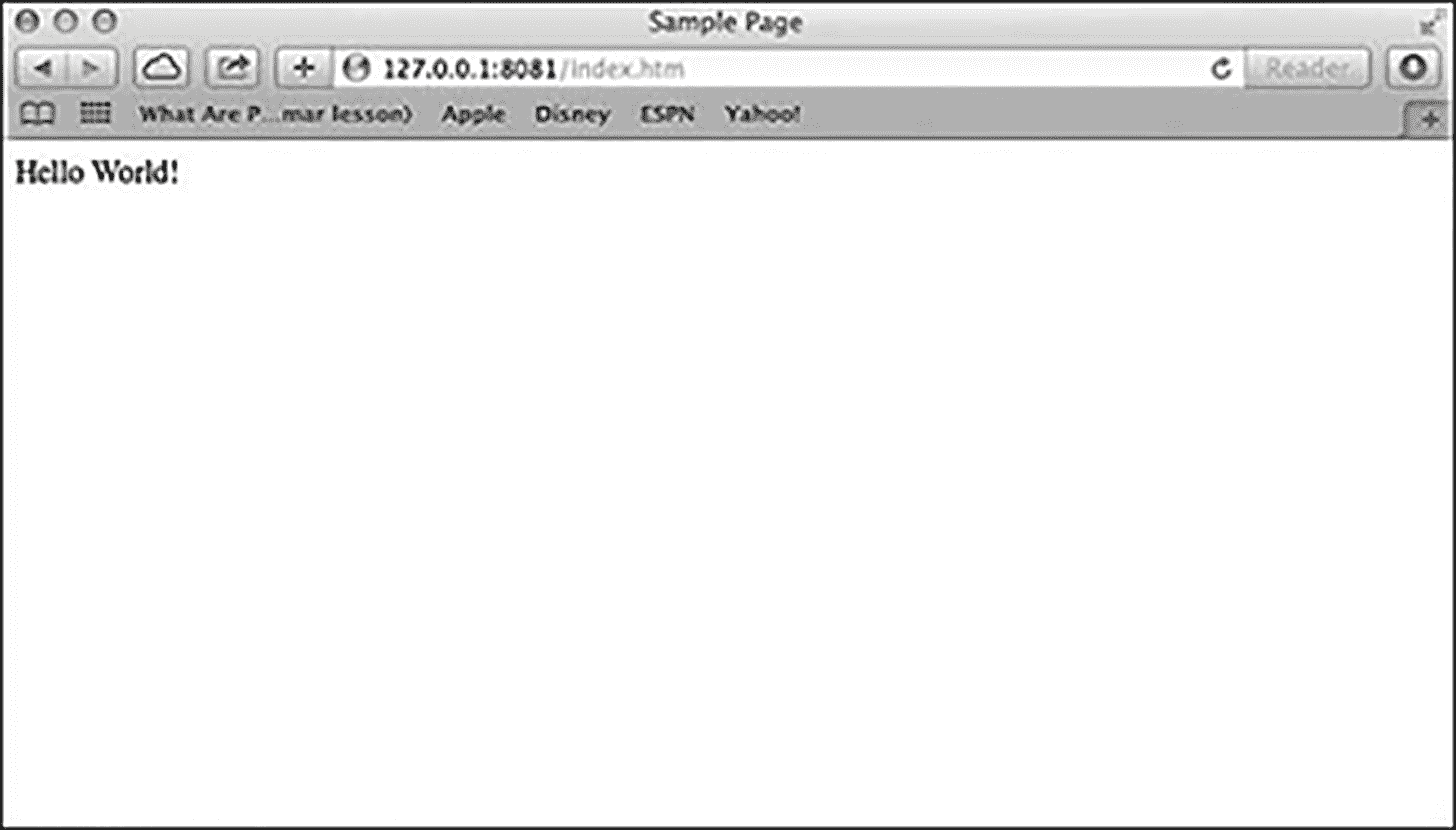 Sample Page
127.0.0.1:8081/index.htm Reader
What Are P...mar lesson) Apple Disney ESPN Yahoo!
Hello World!